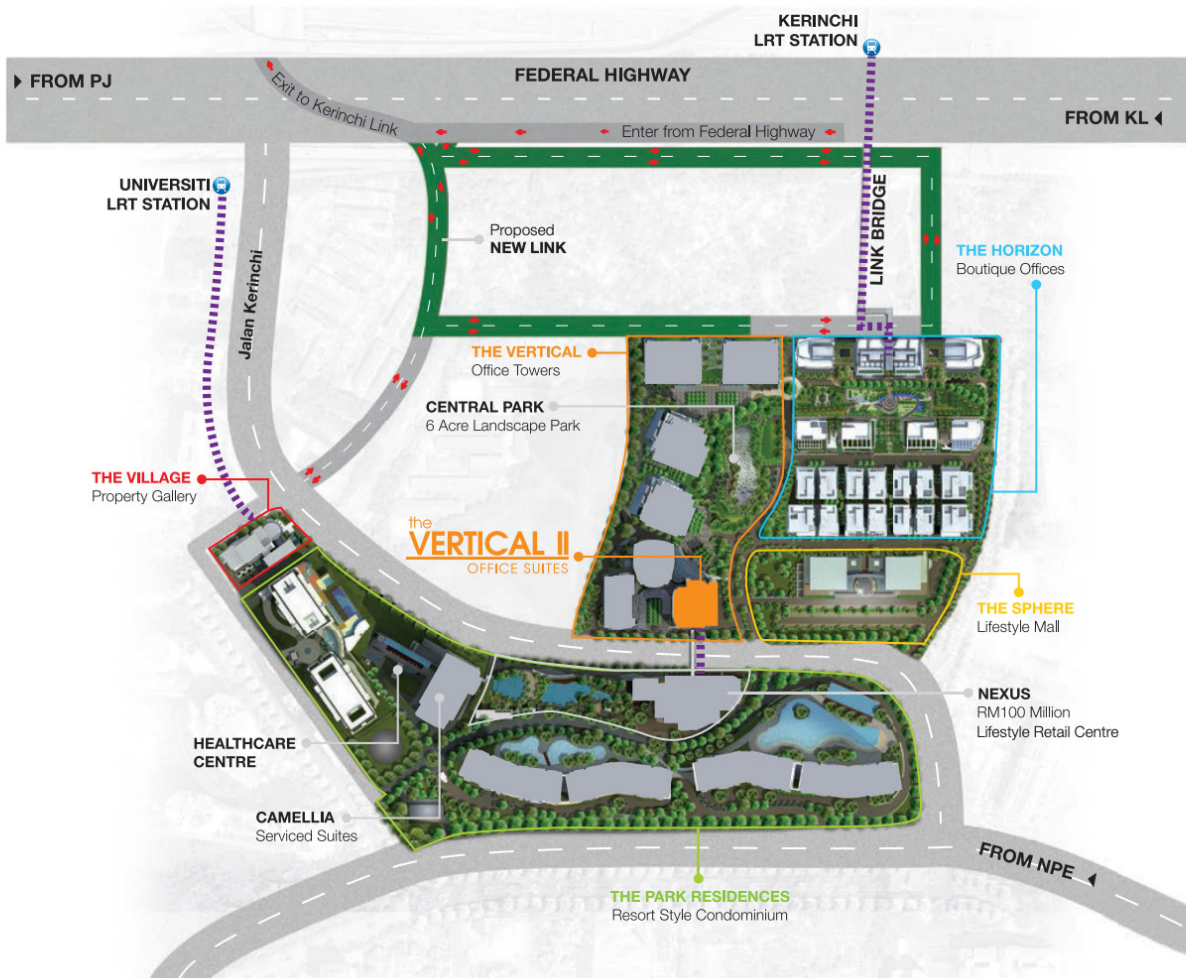 KERINCHI
LRT STATION
FROM PJ
FEDERAL HIGHWAY
Exit to Kerinchi Link
Enter from Federal Highway
FROM KL
UNIVERSITI
LRT STATION
Jalan Kerinchi
Proposed
NEW LINK
LINK BRIDGE
THE HORIZON
Boutique Offices
THE VERTICAL
Office Towers
CENTRAL PARK
6 Acre Landscape Park
THE VILLAGE
Property Gallery
the
VERTICAL II
OFFICE SUITES
THE SPHERE
Lifestyle Mall
NEXUS
RM100 Million
Lifestyle Retail Centre
HEALTHCARE
CENTRE
CAMELLIA
Serviced Suites
FROM NPE
THE PARK RESIDENCES
Resort Style Condominium